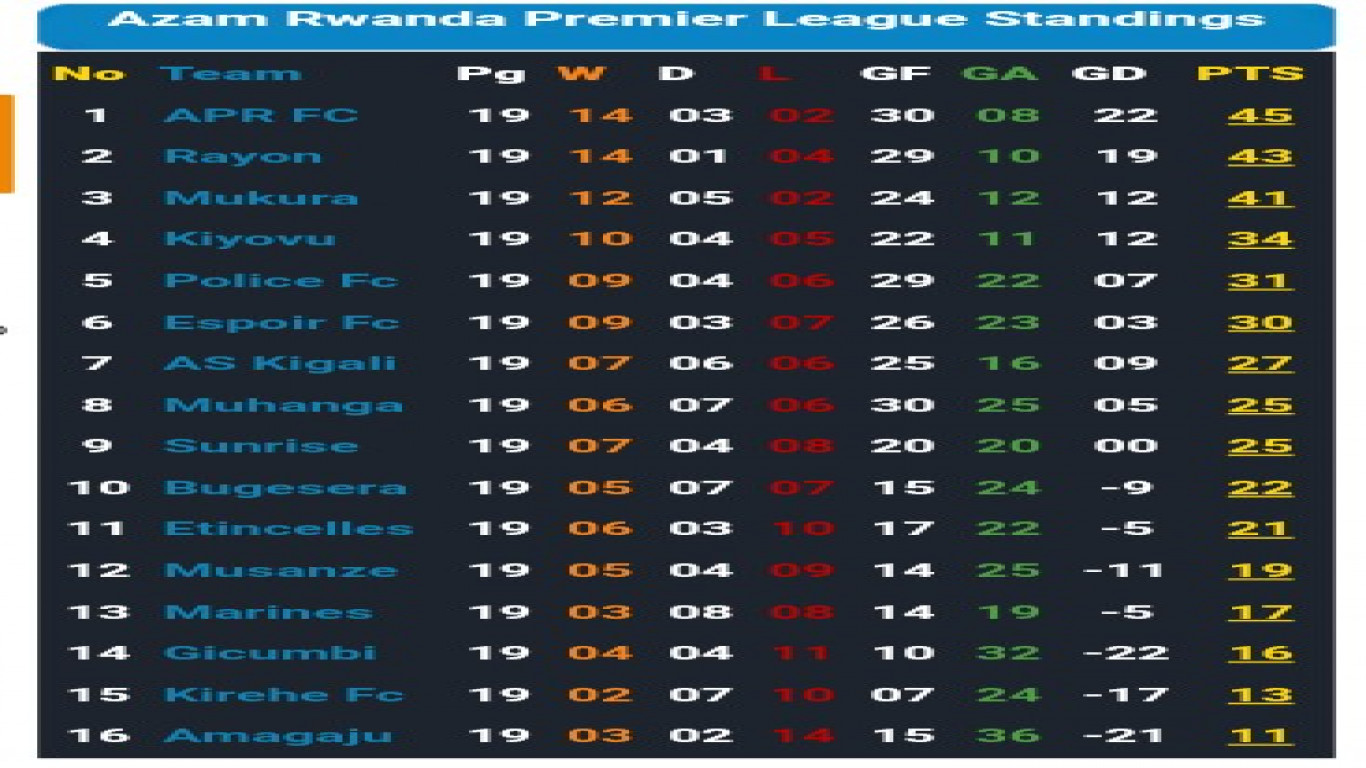 Azam Rwanda Premier League Standings
No Team Pg W D L GF GA GD PTS
1 APR FC 19 14 03 02 30 08 22 45
2 Rayon 19 14 01 04 29 10 19 43
3 Mukura 19 12 05 02 24 12 12 41
4 Kiyovu 19 10 04 05 22 11 12 34
5 Police Fc 19 09 04 06 29 22 07 31
6 Espoir Fc 19 09 03 07 26 23 03 30
7 AS Kigali 19 07 06 06 25 16 09 27
8 Muhanga 19 06 07 06 30 25 05 25
9 Sunrise 19 07 04 08 20 20 00 25
10 Bugesera 19 05 07 07 15 24 -9 22
11 Etincelles 19 06 03 10 17 22 -5 21
12 Musanze 19 05 04 09 14 25 -11 19
13 Marines 19 03 08 08 14 19 -5 17
14 Gicumbi 19 04 04 11 10 32 -22 16
15 Kirehe Fc 19 02 07 10 07 24 -17 13
16 Amagaju 19 03 02 14 15 36 -21 11